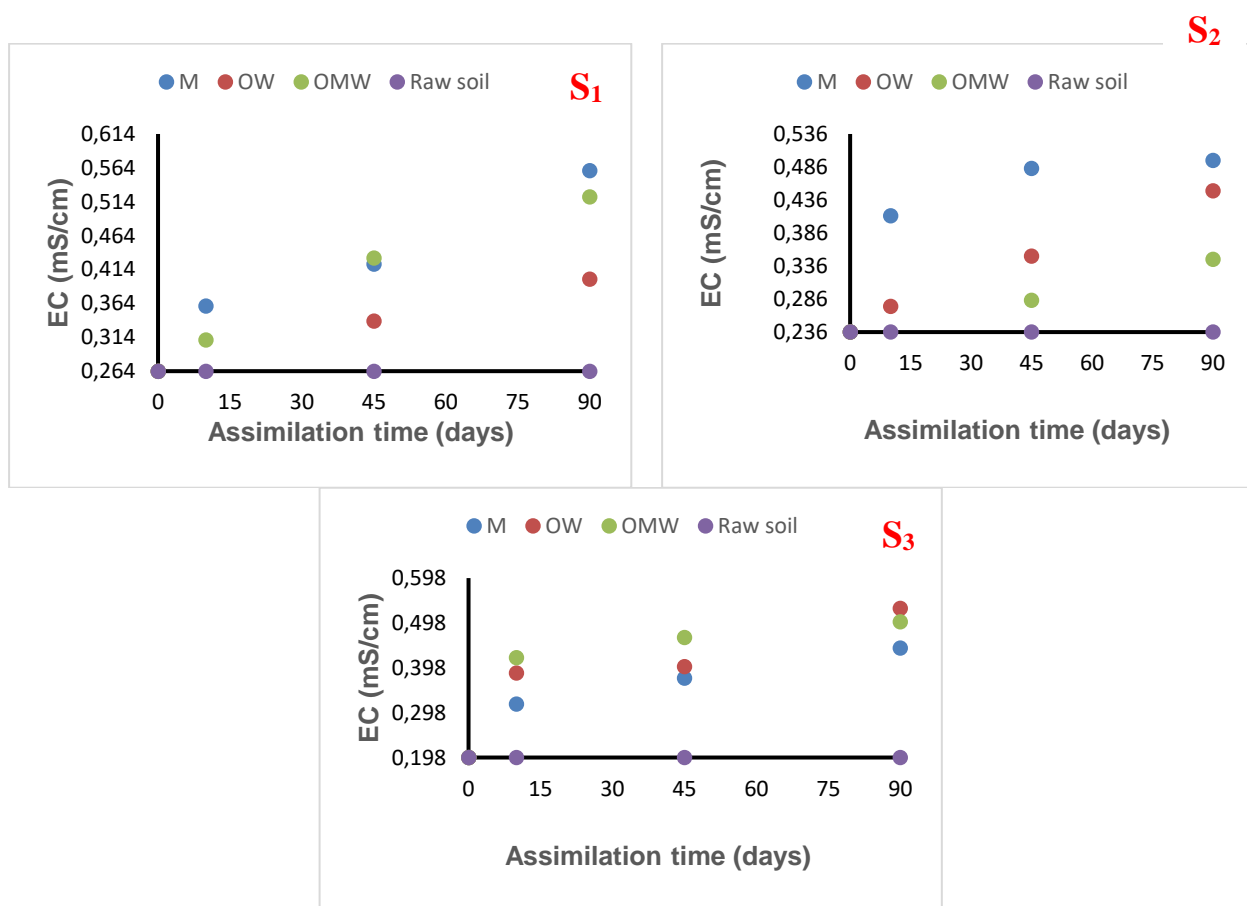 S₂
M OW OMW Raw soil
S₁
0,614
0,564
0,514
0,464
0,414
0,364
0,314
0,264
EC (mS/cm)
0 15 30 45 60 75 90
Assimilation time (days)
M OW OMW Raw soil
0,536
0,486
0,436
0,386
0,336
0,286
0,236
EC (mS/cm)
0 15 30 45 60 75 90
Assimilation time (days)
M OW OMW Raw soil
S₃
0,598
0,498
0,398
0,298
0,198
EC (mS/cm)
0 15 30 45 60 75 90
Assimilation time (days)